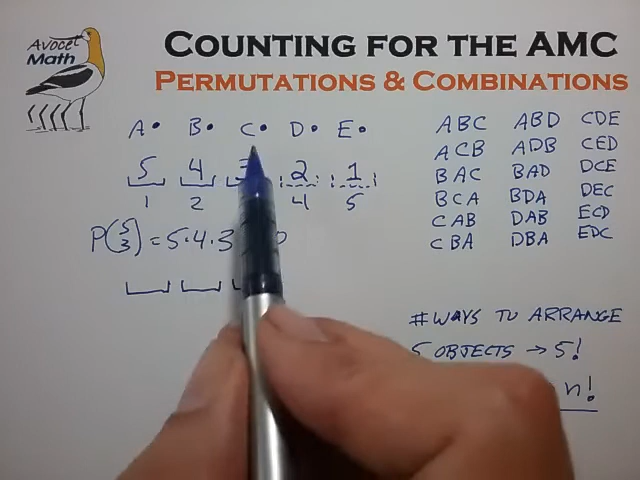 Avocet
Math
COUNTING FOR THE AMC
PERMUTATIONS & COMBINATIONS
A• B• C• D• E•
5 4 3 2 1
1 2 4 5
P(5 3) = 5·4·3
ABC ABD CDE
ACB ADB CED
BAC BAD DCE
BCA BDA DEC
CAB DAB ECD
CBA DBA EDC
# WAYS TO ARRANGE
5 OBJECTS → 5!
n!